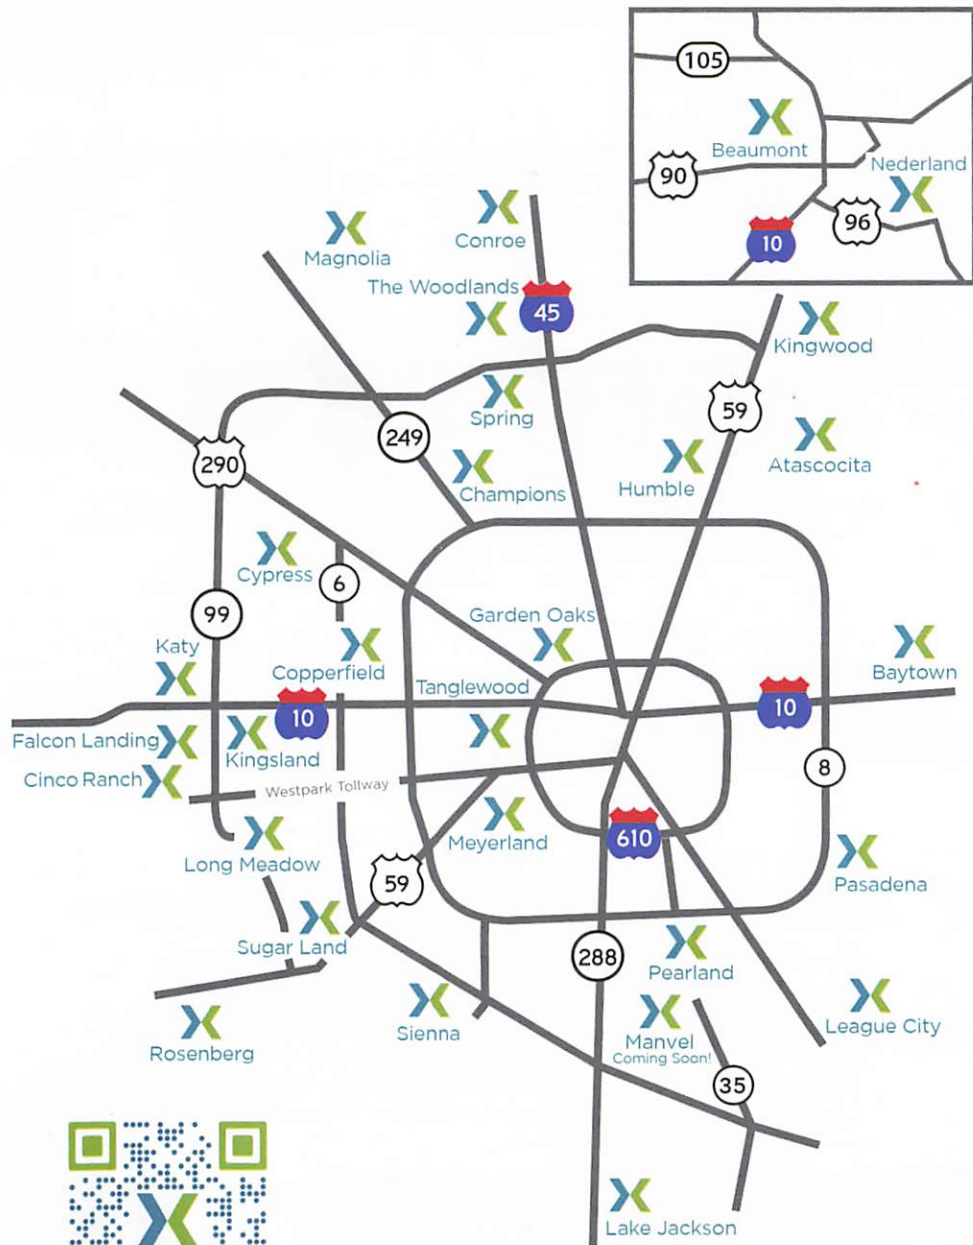 105
Beaumont
Nederland
90
96
10
Conroe
Magnolia
The Woodlands
45
Kingwood
59
Spring
249
290
Champions
Humble
Atascocita
Cypress
6
99
Garden Oaks
Katy
Copperfield
Tanglewood
Baytown
10
10
Falcon Landing
Kingsland
Cinco Ranch
Westpark Tollway
8
Meyerland
610
Long Meadow
59
Pasadena
Sugar Land
288
Pearland
Sienna
Manvel
Coming Soon!
League City
Rosenberg
35
Lake Jackson